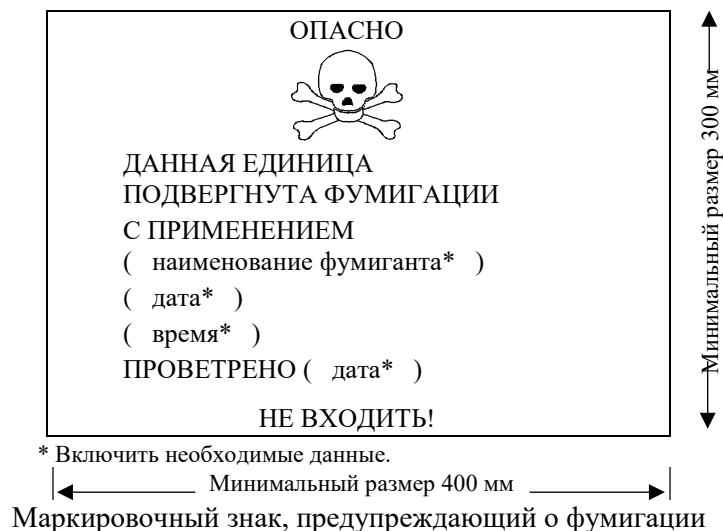 ОПАСНО
ДАННАЯ ЕДИНИЦА
ПОДВЕРГНУТА ФУМИГАЦИИ
С ПРИМЕНЕНИЕМ
( наименование фумиганта* )
( дата* )
( время* )
ПРОВЕТРЕНО ( дата* )
НЕ ВХОДИТЬ!
Минимальный размер 300 мм
* Включить необходимые данные.
Минимальный размер 400 мм
Маркировочный знак, предупреждающий о фумигации